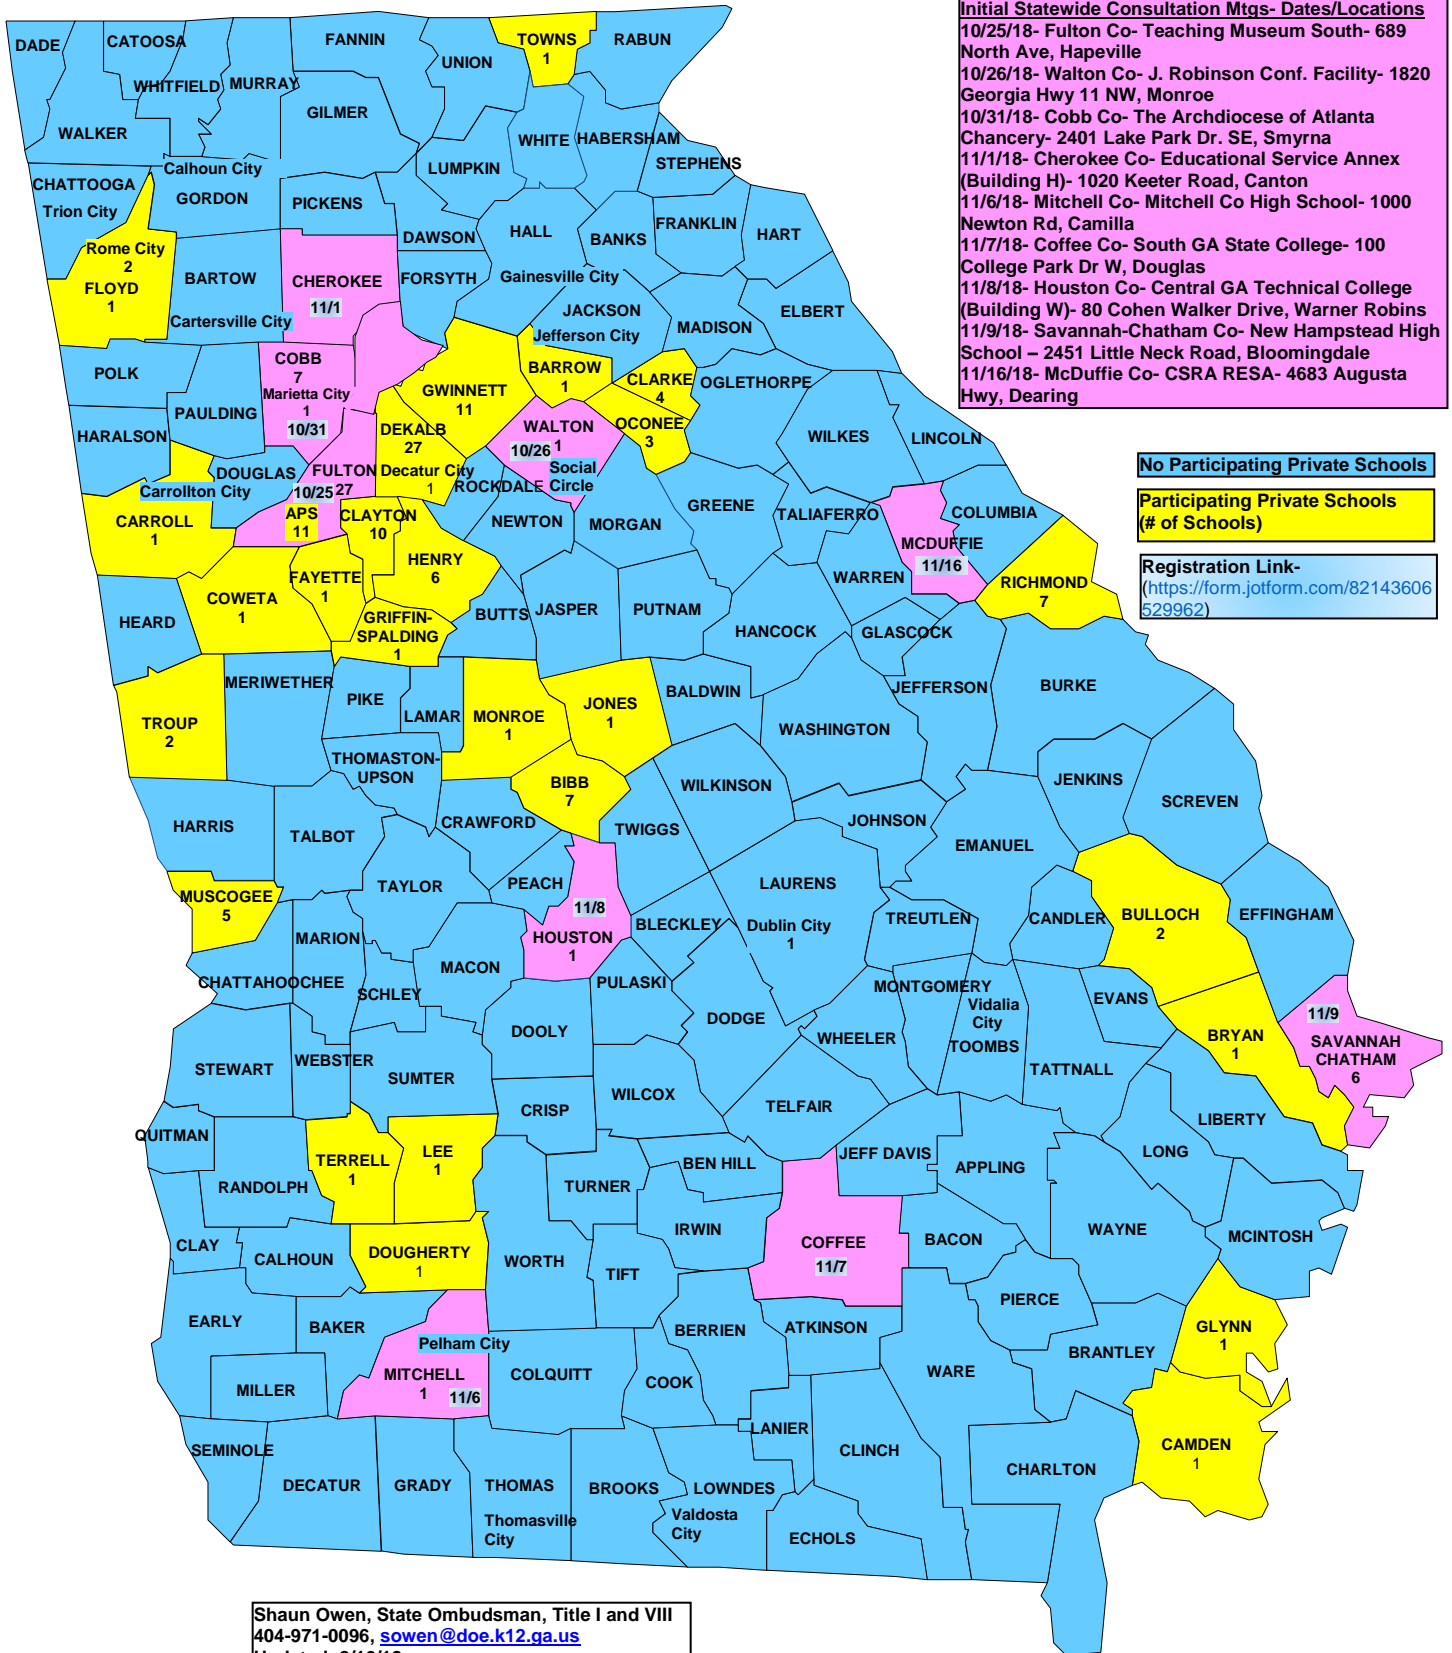 Initial Statewide Consultation Mtgs- Dates/Locations
10/25/18- Fulton Co- Teaching Museum South- 689
North Ave, Hapeville
10/26/18- Walton Co- J. Robinson Conf. Facility- 1820
Georgia Hwy 11 NW, Monroe
10/31/18- Cobb Co- The Archdiocese of Atlanta
Chancery- 2401 Lake Park Dr. SE, Smyrna
11/1/18- Cherokee Co- Educational Service Annex
(Building H)- 1020 Keeter Road, Canton
11/6/18- Mitchell Co- Mitchell Co High School- 1000
Newton Rd, Camilla
11/7/18- Coffee Co- South GA State College- 100
College Park Dr W, Douglas
11/8/18- Houston Co- Central GA Technical College
(Building W)- 80 Cohen Walker Drive, Warner Robins
11/9/18- Savannah-Chatham Co- New Hampstead High
School – 2451 Little Neck Road, Bloomingdale
11/16/18- McDuffie Co- CSRA RESA- 4683 Augusta
Hwy, Dearing
No Participating Private Schools
Participating Private Schools
(# of Schools)
Registration Link-
(https://form.jotform.com/82143606
529962)
DADE
CATOOSA
WHITFIELD
MURRAY
FANNIN
UNION
TOWNS
1
RABUN
WALKER
GILMER
WHITE
HABERSHAM
STEPHENS
LUMPKIN
CHATTOOGA
Trion City
Calhoun City
GORDON
PICKENS
DAWSON
HALL
Gainesville City
BANKS
FRANKLIN
HART
Rome City
2
FLOYD
1
BARTOW
Cartersville City
CHEROKEE
11/1
FORSYTH
JACKSON
Jefferson City
MADISON
ELBERT
POLK
PAULDING
COBB
7
Marietta City
1
10/31
GWINNETT
11
BARROW
1
CLARKE
4
OCONEE
3
OGLETHORPE
WILKES
LINCOLN
HARALSON
DOUGLAS
Carrollton City
CARROLL
1
FULTON
27
10/25
APS
11
DEKALB
27
Decatur City
1
ROCKDALE
WALTON
1
10/26
Social
Circle
NEWTON
MORGAN
GREENE
TALIAFERRO
COLUMBIA
MCDUFFIE
11/16
WARREN
RICHMOND
7
CLAYTON
10
HENRY
6
FAYETTE
1
COWETA
1
HEARD
GRIFFIN-
SPALDING
1
BUTTS
JASPER
PUTNAM
HANCOCK
GLASCOCK
JEFFERSON
BURKE
TROUP
2
MERIWETHER
PIKE
LAMAR
MONROE
1
JONES
1
BALDWIN
WASHINGTON
JENKINS
SCREVEN
THOMASTON-
UPSON
BIBB
7
WILKINSON
JOHNSON
EMANUEL
HARRIS
TALBOT
CRAWFORD
TWIGGS
TAYLOR
PEACH
11/8
HOUSTON
1
BLECKLEY
LAURENS
Dublin City
1
TREUTLEN
CANDLER
BULLOCH
2
EFFINGHAM
MUSCOGEE
5
MARION
CHATTAHOOCHEE
SCHLEY
MACON
DOOLY
PULASKI
DODGE
WHEELER
MONTGOMERY
Vidalia
City
TOOMBS
EVANS
TATTNALL
BRYAN
1
11/9
SAVANNAH
CHATHAM
6
STEWART
WEBSTER
SUMTER
CRISP
WILCOX
TELFAIR
LIBERTY
LONG
QUITMAN
RANDOLPH
TERRELL
1
LEE
1
TURNER
BEN HILL
JEFF DAVIS
APPLING
WAYNE
MCINTOSH
CLAY
CALHOUN
DOUGHERTY
1
WORTH
TIFT
IRWIN
COFFEE
11/7
BACON
PIERCE
EARLY
BAKER
Pelham City
MITCHELL
1
11/6
MILLER
COLQUITT
COOK
BERRIEN
ATKINSON
WARE
BRANTLEY
GLYNN
1
SEMINOLE
DECATUR
GRADY
THOMAS
Thomasville
City
BROOKS
LOWNDES
Valdosta
City
LANIER
CLINCH
ECHOLS
CHARLTON
CAMDEN
1
Shaun Owen, State Ombudsman, Title I and VIII
404-971-0096, sowen@doe.k12.ga.us